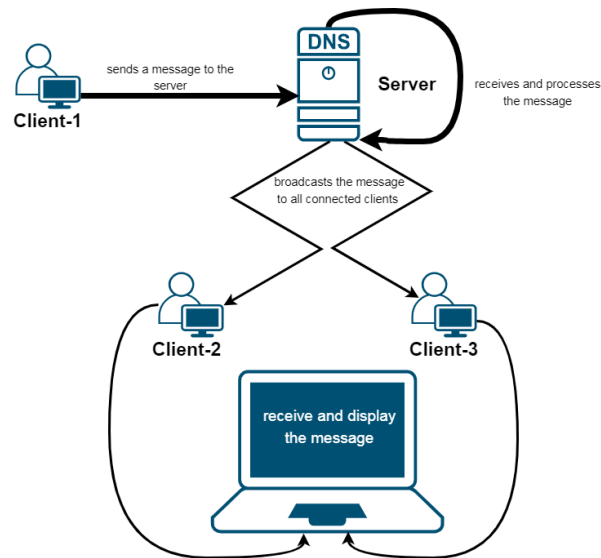 DNS
sends a message to the
server
Server
receives and processes
the message
Client-1
broadcasts the message
to all connected clients
Client-2
Client-3
receive and display
the message